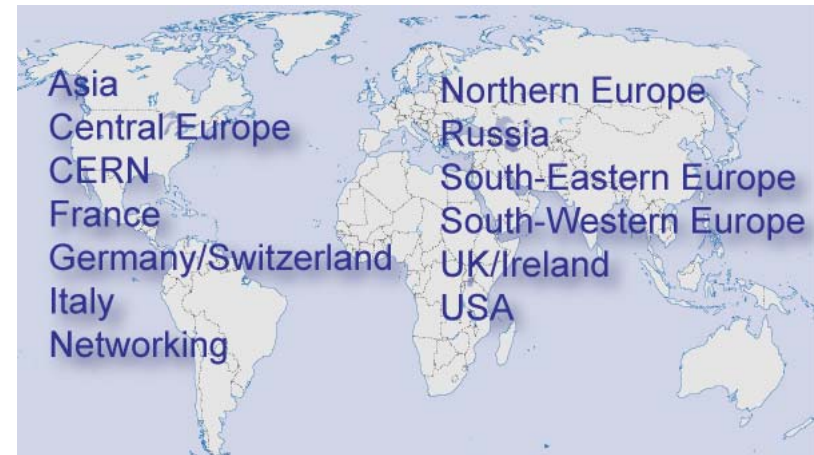 Asia
Central Europe
CERN
France
Germany/Switzerland
Italy
Networking
Northern Europe
Russia
South-Eastern Europe
South-Western Europe
UK/Ireland
USA